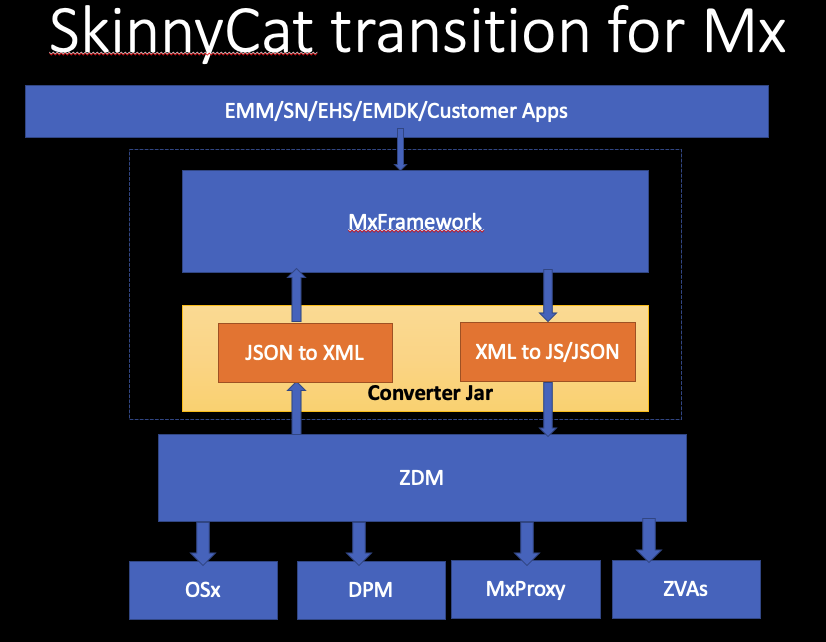 SkinnyCat transition for Mx
EMM/SN/EHS/EMDK/Customer Apps
MxFramework
JSON to XML
XML to JS/JSON
Converter Jar
ZDM
OSx
DPM
MxProxy
ZVAs